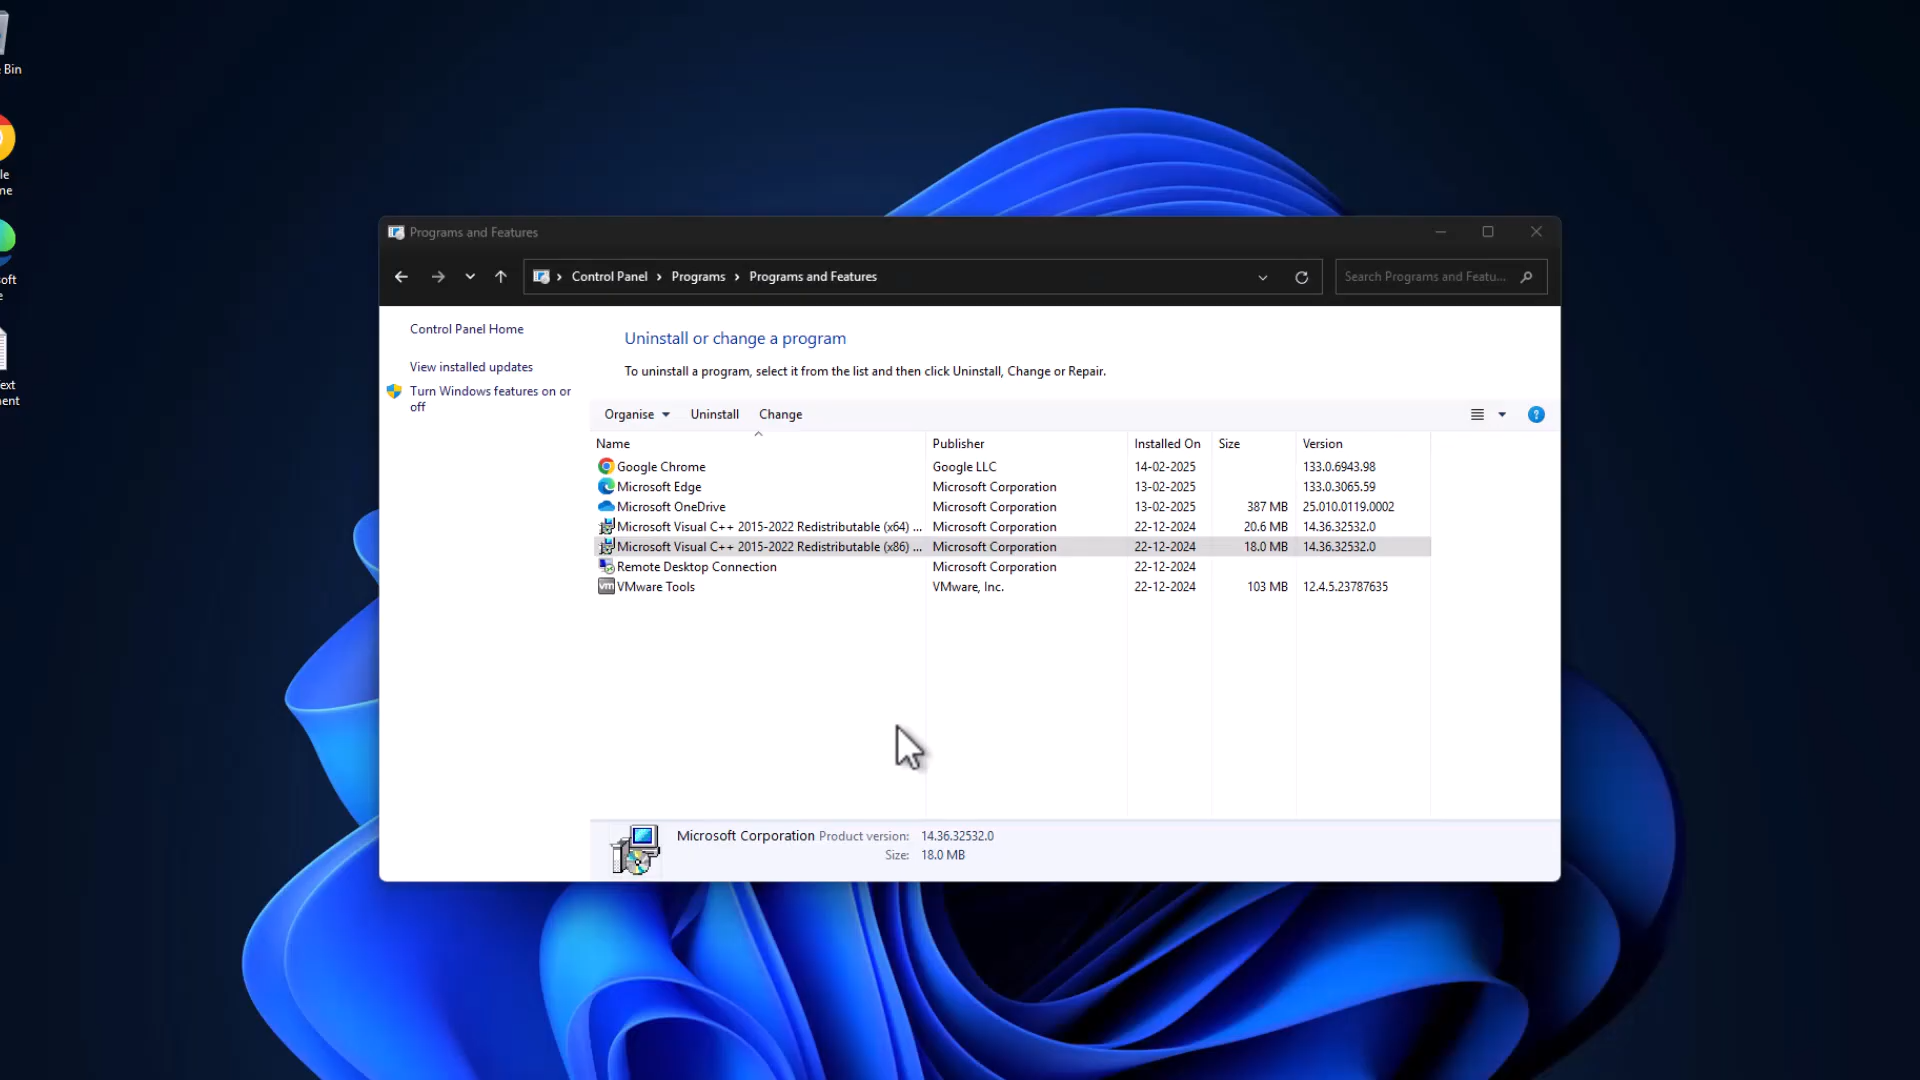 Bin
le
me
soft
e
ext
ent
Programs and Features
Control Panel › Programs › Programs and Features
Search Programs and Featu...
Control Panel Home
View installed updates
Turn Windows features on or
off
Uninstall or change a program
To uninstall a program, select it from the list and then click Uninstall, Change or Repair.
Organise Uninstall Change
Name Publisher Installed On Size Version
Google Chrome Google LLC 14-02-2025 133.0.6943.98
Microsoft Edge Microsoft Corporation 13-02-2025 133.0.3065.59
Microsoft OneDrive Microsoft Corporation 13-02-2025 387 MB 25.010.0119.0002
Microsoft Visual C++ 2015-2022 Redistributable (x64) ... Microsoft Corporation 22-12-2024 20.6 MB 14.36.32532.0
Microsoft Visual C++ 2015-2022 Redistributable (x86) ... Microsoft Corporation 22-12-2024 18.0 MB 14.36.32532.0
Remote Desktop Connection Microsoft Corporation 22-12-2024
vm VMware Tools VMware, Inc. 22-12-2024 103 MB 12.4.5.23787635
Microsoft Corporation Product version: 14.36.32532.0
Size: 18.0 MB